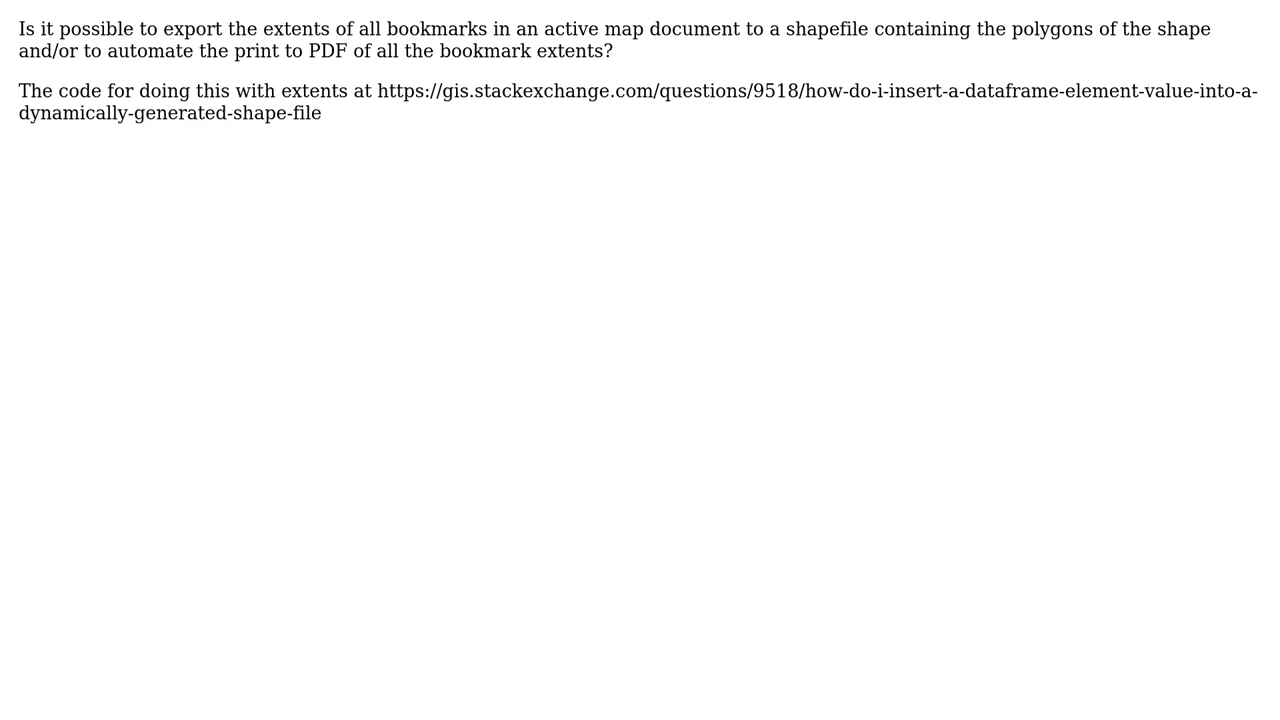 Is it possible to export the extents of all bookmarks in an active map document to a shapefile containing the polygons of the shape
and/or to automate the print to PDF of all the bookmark extents?
The code for doing this with extents at https://gis.stackexchange.com/questions/9518/how-do-i-insert-a-dataframe-element-value-into-a-
dynamically-generated-shape-file